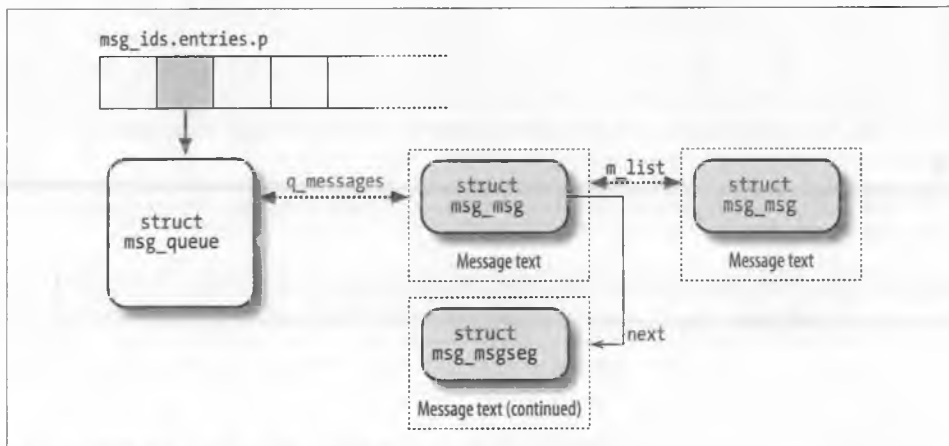 msg_ids.entries.p
q_messages
m_list
struct
msg_queue
struct
msg_msg
struct
msg_msg
Message text
Message text
next
struct
msg_msgseg
Message text (continued)